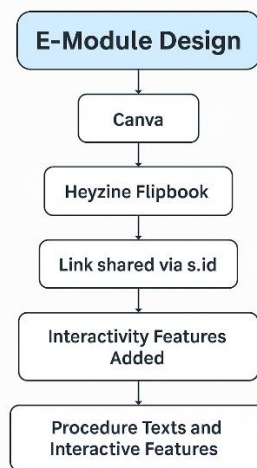 E-Module Design
Canva
Heyzine Flipbook
Link shared via s.id
Interactivity Features
Added
Procedure Texts and
Interactive Features